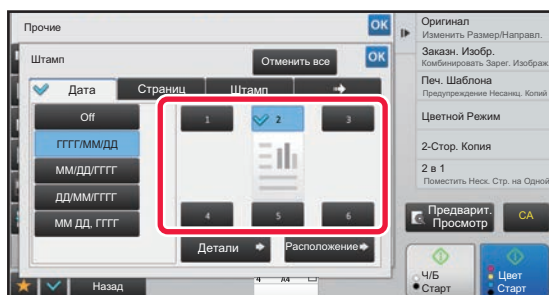 Прочие
OK
Штамп
Отменить все
OK
Дата
Страниц
Штамп
Off
ГГГГ/ММ/ДД
ММ/ДД/ГГГГ
ДД/ММ/ГГГГ
ММ ДД, ГГГГ
1
2
3
4
5
6
Детали
Расположение
Назад
A4
Оригинал
Изменить Размер/Направл.
Заказн. Изобр.
Комбинировать Зарег. Изображ
Печ. Шаблона
Предупреждение Несанкц. Копий
Цветной Режим
2-Стор. Копия
2 в 1
Поместить Неск. Стр. на Одной
Предварит.
Просмотр
CA
Ч/Б
Старт
Цвет
Старт